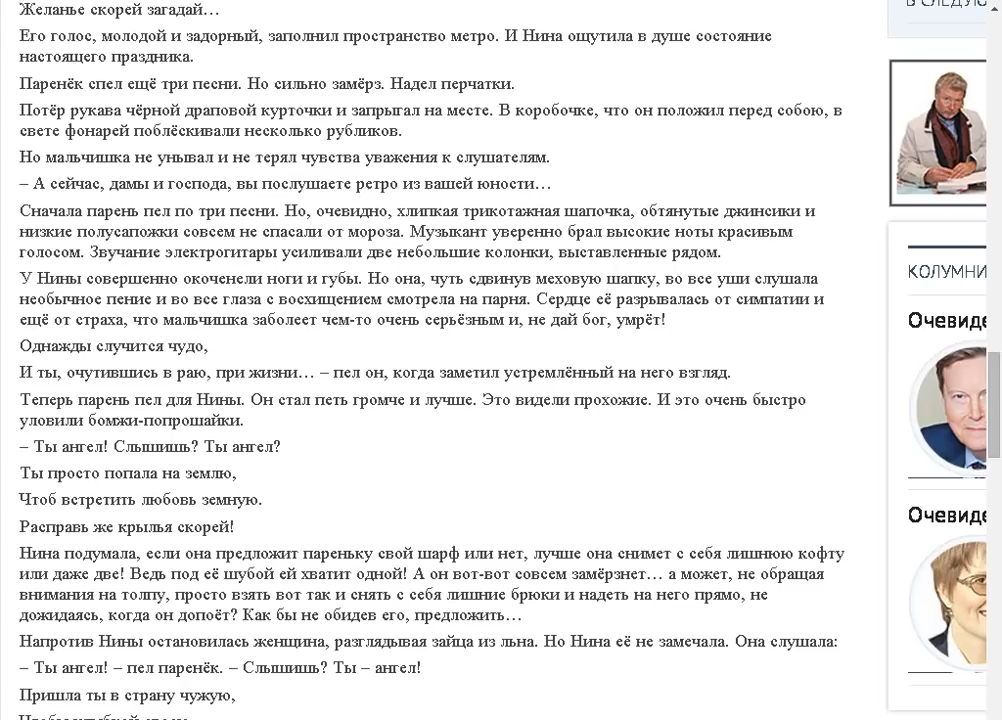 Желанье скорей загадай…
Его голос, молодой и задорный, заполнил пространство метро. И Нина ощутила в душе состояние
настоящего праздника.
Паренёк спел ещё три песни. Но сильно замёрз. Надел перчатки.
Потёр рукава чёрной драповой курточки и запрыгал на месте. В коробочке, что он положил перед собою, в
свете фонарей поблёскивали несколько рубликов.
Но мальчишка не унывал и не терял чувства уважения к слушателям.
– А сейчас, дамы и господа, вы послушаете ретро из вашей юности…
Сначала парень пел по три песни. Но, очевидно, хлипкая трикотажная шапочка, обтянутые джинсики и
низкие полусапожки совсем не спасали от мороза. Музыкант уверенно брал высокие ноты красивым
голосом. Звучание электрогитары усиливали две небольшие колонки, выставленные рядом.
У Нины совершенно окоченели ноги и губы. Но она, чуть сдвинув меховую шапку, во все уши слушала
необычное пение и во все глаза с восхищением смотрела на парня. Сердце её разрывалась от симпатии и
ещё от страха, что мальчишка заболеет чем-то очень серьёзным и, не дай бог, умрёт!
Однажды случится чудо,
И ты, очутившись в раю, при жизни… – пел он, когда заметил устремлённый на него взгляд.
Теперь парень пел для Нины. Он стал петь громче и лучше. Это видели прохожие. И это очень быстро
уловили бомжи-попрошайки.
– Ты ангел! Слышишь? Ты ангел?
Ты просто попала на землю,
Чтоб встретить любовь земную.
Расправь же крылья скорей!
Нина подумала, если она предложит пареньку свой шарф или нет, лучше она снимет с себя лишнюю кофту
или даже две! Ведь под её шубой ей хватит одной! А он вот-вот совсем замёрзнет… а может, не обращая
внимания на толпу, просто взять вот так и снять с себя лишние брюки и надеть на него прямо, не
дожидаясь, когда он допоёт? Как бы не обидев его, предложить…
Напротив Нины остановилась женщина, разглядывая зайца из льна. Но Нина её не замечала. Она слушала:
– Ты ангел! – пел паренёк. – Слышишь? Ты – ангел!
Пришла ты в страну чужую,
КОЛУМНИ
Очевиде
Очевиде